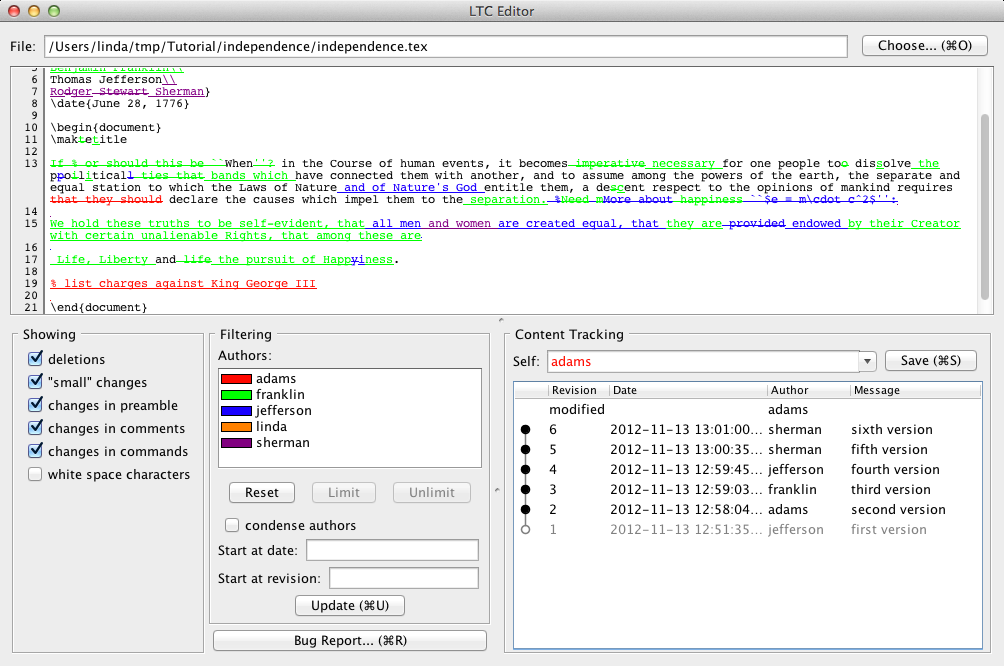 LTC Editor
File: /Users/linda/tmp/Tutorial/independence/independence.tex Choose... (⌘O)
5 Benjamin Franklin\\
6 Thomas Jefferson\\
7 Rodger Stewart Sherman}
8 \date{June 28, 1776}
9
10 \begin{document}
11 \maktetitle
12
13 If % or should this be ``When''? in the Course of human events, it becomes imperative necessary for one people too dissolve the
ppoilitical ties that bands which have connected them with another, and to assume among the powers of the earth, the separate and
equal station to which the Laws of Nature and of Nature's God entitle them, a descent respect to the opinions of mankind requires
that they should declare the causes which impel them to the separation. %Need mMore about happiness ``$e = m\cdot c^2$'':
14
15 We hold these truths to be self-evident, that all men and women are created equal, that they are provided endowed by their Creator
with certain unalienable Rights, that among these are
16
17 Life, Liberty and life the pursuit of Happyiness.
18
19 % list charges against King George III
20
21 \end{document}
Showing
deletions
"small" changes
changes in preamble
changes in comments
changes in commands
white space characters
Filtering
Authors:
adams
franklin
jefferson
linda
sherman
Reset Limit Unlimit
condense authors
Start at date:
Start at revision:
Update (⌘U)
Bug Report... (⌘R)
Content Tracking
Self: adams Save (⌘S)
Revision Date Author Message
modified adams
6 2012-11-13 13:01:00... sherman sixth version
5 2012-11-13 13:00:35... sherman fifth version
4 2012-11-13 12:59:45... jefferson fourth version
3 2012-11-13 12:59:03... franklin third version
2 2012-11-13 12:58:04... adams second version
1 2012-11-13 12:51:35... jefferson first version